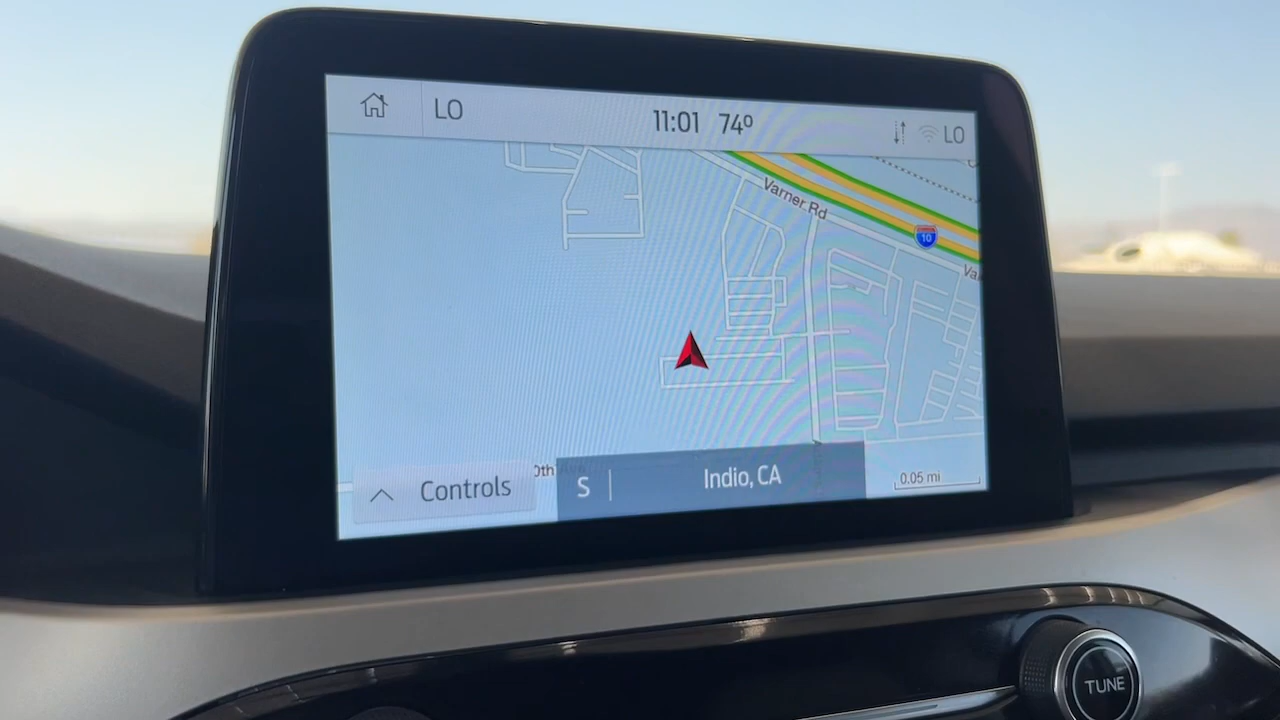 LO
11:01 74º
LO
Varner Rd
10
Controls
S
Indio, CA
0.05 mi
TUNE